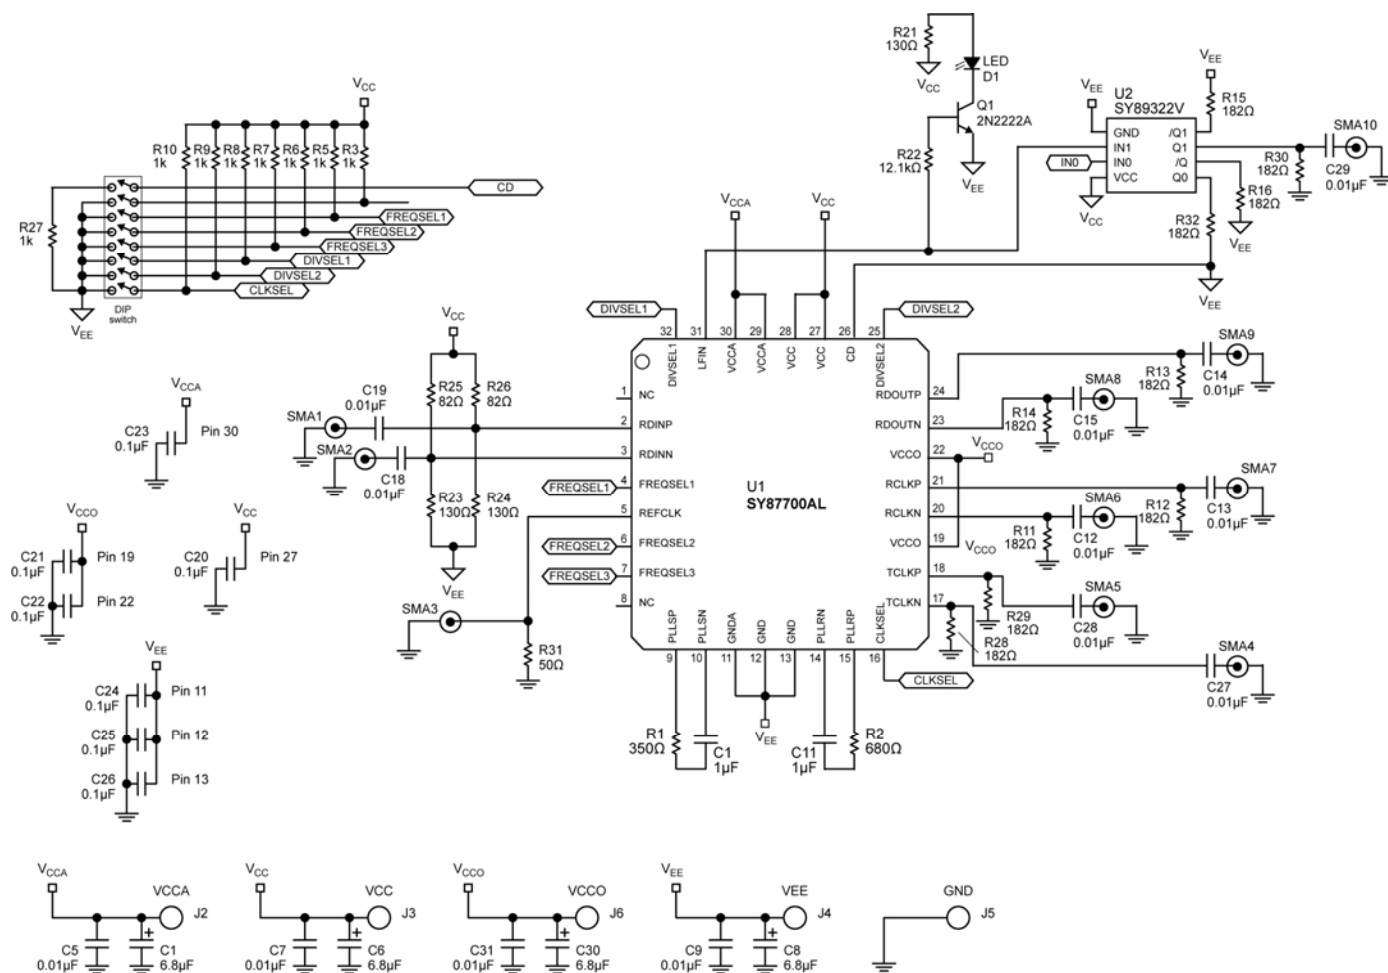 R21
130Ω
VCC
LED
D1
Q1
2N2222A
R22
12.1kΩ
VEE
VEE
U2
SY89322V
GND
IN1
IN0
VCC
/Q1
Q1
/Q
Q0
IN0
VCC
VEE
R15
182Ω
R30
182Ω
SMA10
C29
0.01µF
R16
182Ω
VEE
R32
182Ω
VEE
VCC
R10
1k
R9
1k
R8
1k
R7
1k
R6
1k
R5
1k
R3
1k
R27
1k
CD
FREQSEL1
FREQSEL2
FREQSEL3
DIVSEL1
DIVSEL2
CLKSEL
DIP
switch
VEE
VCCA
VCC
DIVSEL1
DIVSEL2
32
31
30
29
28
27
26
25
DIVSEL1
LFIN
VCCA
VCCA
VCC
VCC
CD
DIVSEL2
VCC
R25
82Ω
R26
82Ω
C19
0.01µF
SMA1
SMA2
C18
0.01µF
R23
130Ω
R24
130Ω
VEE
FREQSEL1
FREQSEL2
FREQSEL3
SMA3
R31
50Ω
1
NC
2
RDINP
3
RDINN
4
FREQSEL1
5
REFCLK
6
FREQSEL2
7
FREQSEL3
8
NC
U1
SY87700AL
RDOUTP
24
RDOUTN
23
VCCO
22
RCLKP
21
RCLKN
20
VCCO
19
TCLKP
18
TCLKN
17
PLLSP
PLLSN
GNDA
GND
GND
PLLRN
PLLRP
CLKSEL
9
10
11
12
13
14
15
16
CLKSEL
R1
350Ω
C1
1µF
VEE
C11
1µF
R2
680Ω
SMA9
R13
182Ω
C14
0.01µF
SMA8
R14
182Ω
C15
0.01µF
VCCO
SMA7
R12
182Ω
C13
0.01µF
SMA6
R11
182Ω
C12
0.01µF
VCCO
SMA5
R29
182Ω
C28
0.01µF
R28
182Ω
SMA4
C27
0.01µF
VCCA
C23
0.1µF
Pin 30
VCCO
C21
0.1µF
Pin 19
C22
0.1µF
Pin 22
VCC
C20
0.1µF
Pin 27
VEE
C24
0.1µF
Pin 11
C25
0.1µF
Pin 12
C26
0.1µF
Pin 13
VCCA
VCCA
J2
C5
0.01µF
+
C1
6.8µF
VCC
VCC
J3
C7
0.01µF
+
C6
6.8µF
VCCO
VCCO
J6
C31
0.01µF
+
C30
6.8µF
VEE
VEE
J4
C9
0.01µF
+
C8
6.8µF
GND
J5